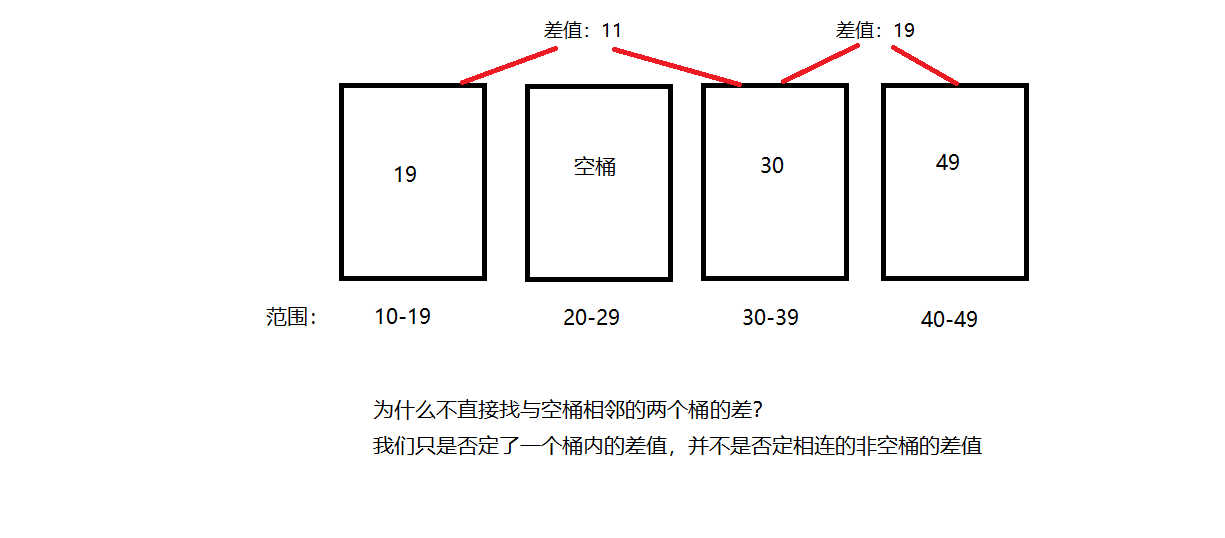 差值：11
差值：19
19
空桶
30
49
范围：
10-19
20-29
30-39
40-49
为什么不直接找与空桶相邻的两个桶的差？
我们只是否定了一个桶内的差值，并不是否定相连的非空桶的差值